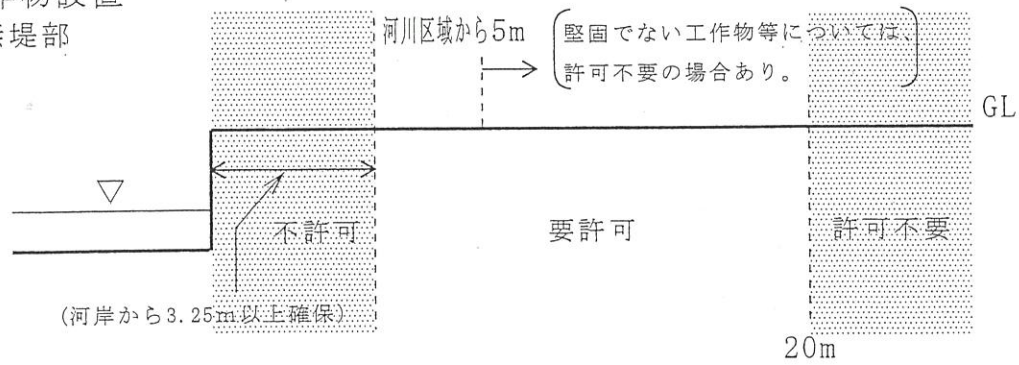 作物設置
堤部
河川区域から5m
堅固でない工作物等については、
許可不要の場合あり。
GL
不許可
要許可
許可不要
(河岸から3.25m以上確保)
20m